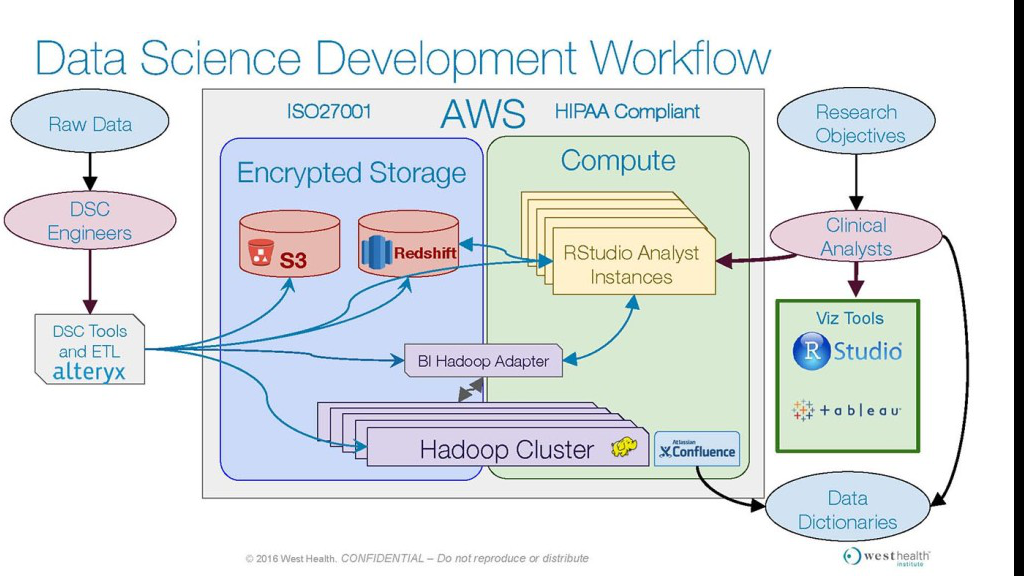 Data Science Development Workflow
Raw Data
DSC
Engineers
DSC Tools
and ETL
alteryx
ISO27001
AWS
HIPAA Compliant
Encrypted Storage
S3
Redshift
Compute
RStudio Analyst
Instances
BI Hadoop Adapter
Hadoop Cluster
Atlassian
Confluence
Research
Objectives
Clinical
Analysts
Viz Tools
R Studio
+ a b l e a u
Data
Dictionaries
© 2016 West Health. CONFIDENTIAL – Do not reproduce or distribute
westhealth
institute